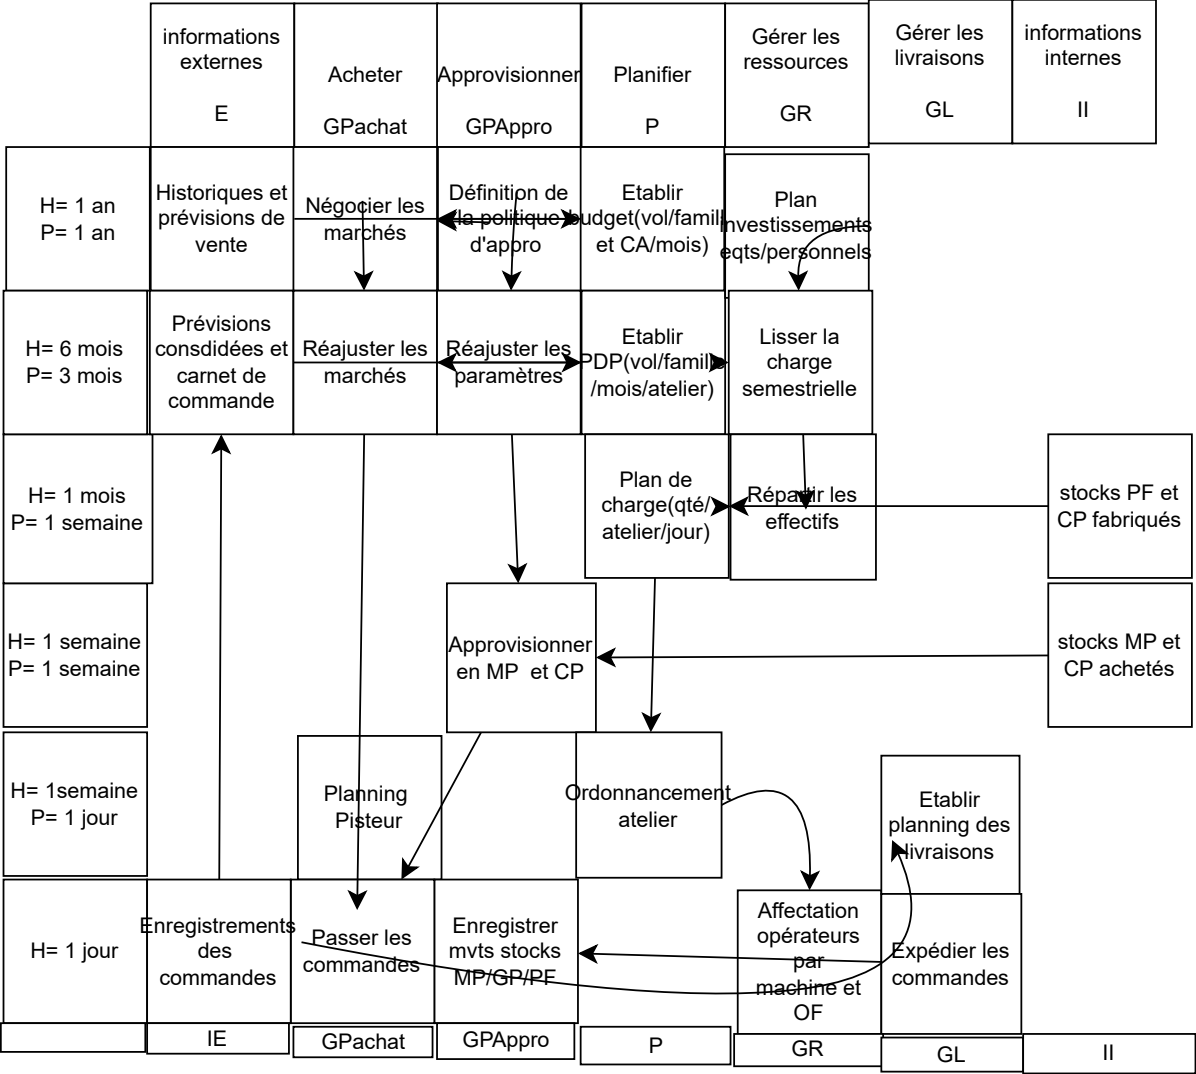 informations
externes
E
Acheter
GPachat
Approvisionner
GPAppro
Planifier
P
Gérer les
ressources
GR
Gérer les
livraisons
GL
informations
internes
II
H= 1 an
P= 1 an
Historiques et
prévisions de
vente
Négocier les
marchés
Définition de
la politique
d'appro
Etablir
budget(vol/famille
et CA/mois)
Plan
investissements
eqts/personnels
H= 6 mois
P= 3 mois
Prévisions
consdidées et
carnet de
commande
Réajuster les
marchés
Réajuster les
paramètres
Etablir
PDP(vol/famille
/mois/atelier)
Lisser la
charge
semestrielle
H= 1 mois
P= 1 semaine
Plan de
charge(qté/
atelier/jour)
Répartir les
effectifs
stocks PF et
CP fabriqués
H= 1 semaine
P= 1 semaine
Approvisionner
en MP et CP
stocks MP et
CP achetés
H= 1semaine
P= 1 jour
Planning
Pisteur
Ordonnancement
atelier
Etablir
planning des
livraisons
H= 1 jour
Enregistrements
des
commandes
Passer les
commandes
Enregistrer
mvts stocks
MP/GP/PF
Affectation
opérateurs
par
machine et
OF
Expédier les
commandes
IE
GPachat
GPAppro
P
GR
GL
II